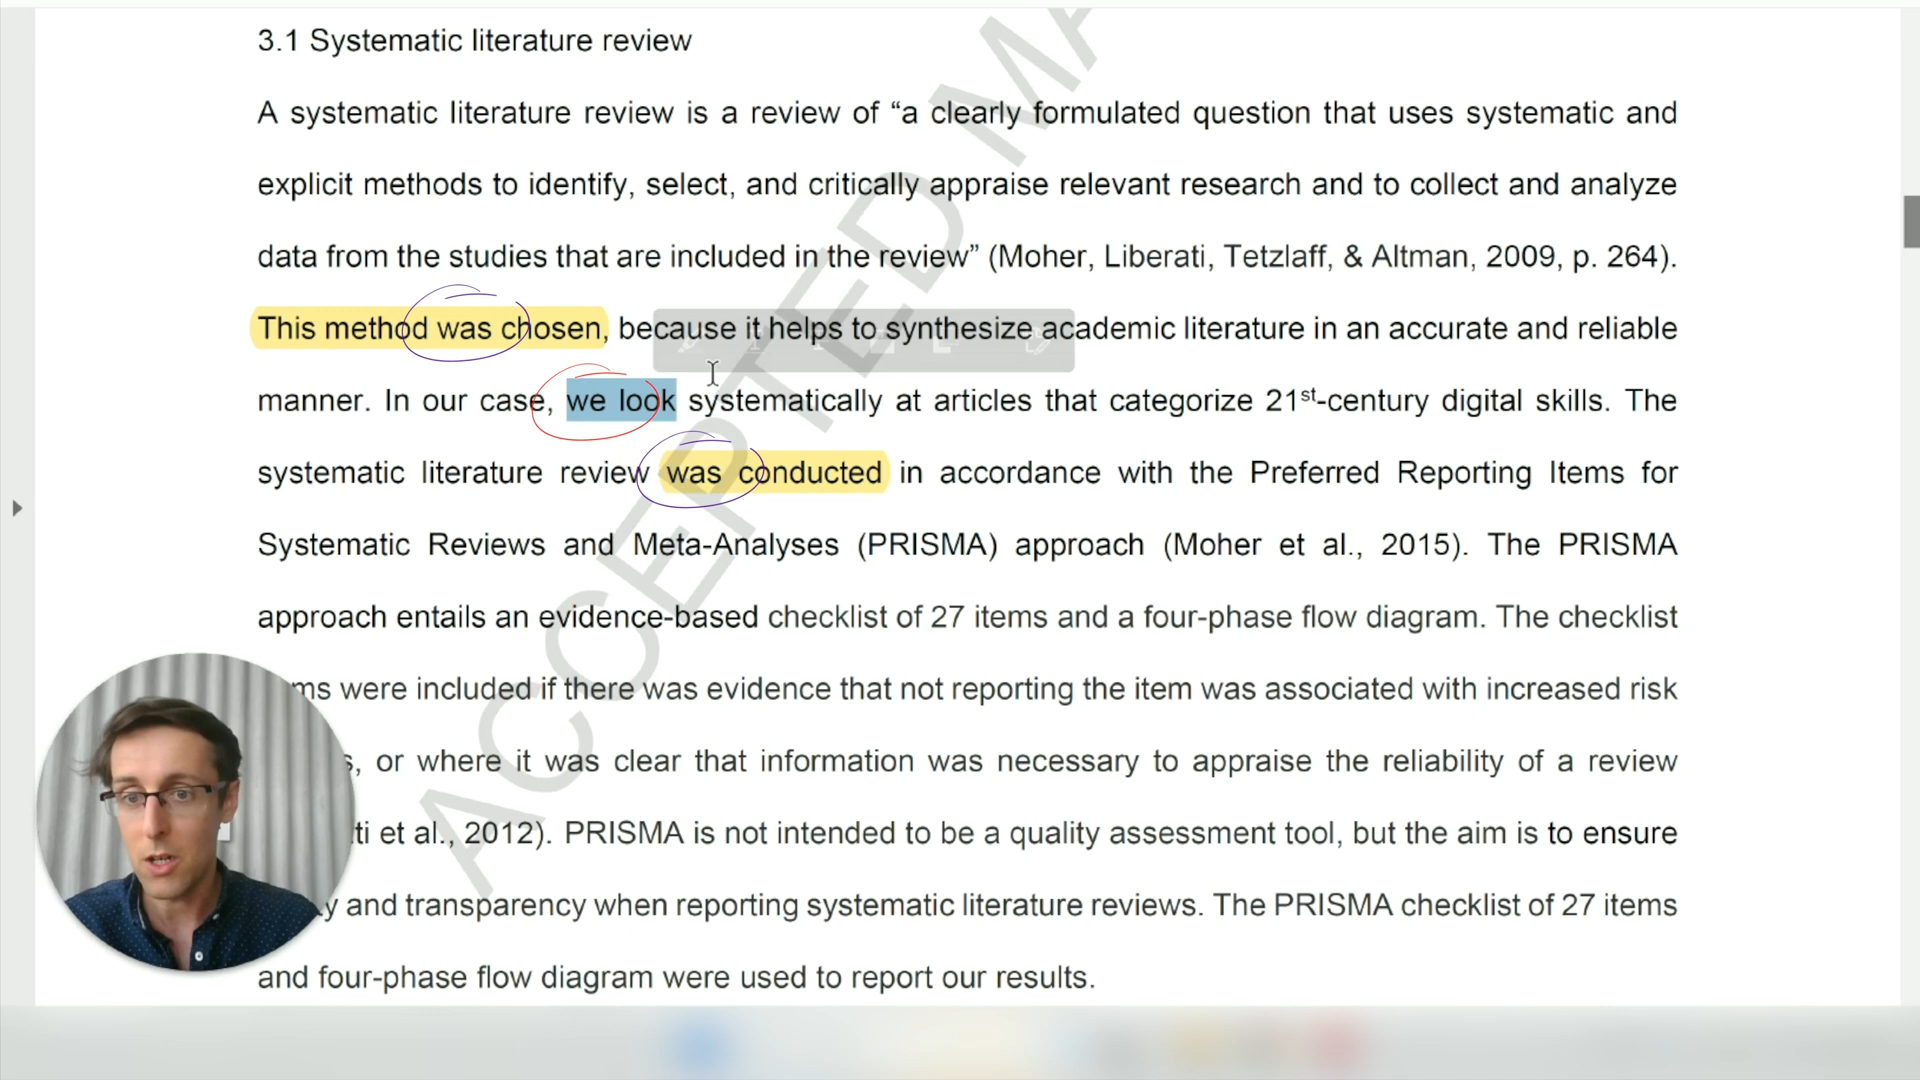 3.1 Systematic literature review
A systematic literature review is a review of “a clearly formulated question that uses systematic and
explicit methods to identify, select, and critically appraise relevant research and to collect and analyze
data from the studies that are included in the review” (Moher, Liberati, Tetzlaff, & Altman, 2009, p. 264).
This method was chosen, because it helps to synthesize academic literature in an accurate and reliable
manner. In our case, we look systematically at articles that categorize 21st-century digital skills. The
systematic literature review was conducted in accordance with the Preferred Reporting Items for
Systematic Reviews and Meta-Analyses (PRISMA) approach (Moher et al., 2015). The PRISMA
approach entails an evidence-based checklist of 27 items and a four-phase flow diagram. The checklist
were included if there was evidence that not reporting the item was associated with increased risk
or where it was clear that information was necessary to appraise the reliability of a review
et al., 2012). PRISMA is not intended to be a quality assessment tool, but the aim is to ensure
and transparency when reporting systematic literature reviews. The PRISMA checklist of 27 items
and four-phase flow diagram were used to report our results.
ACCEPTED